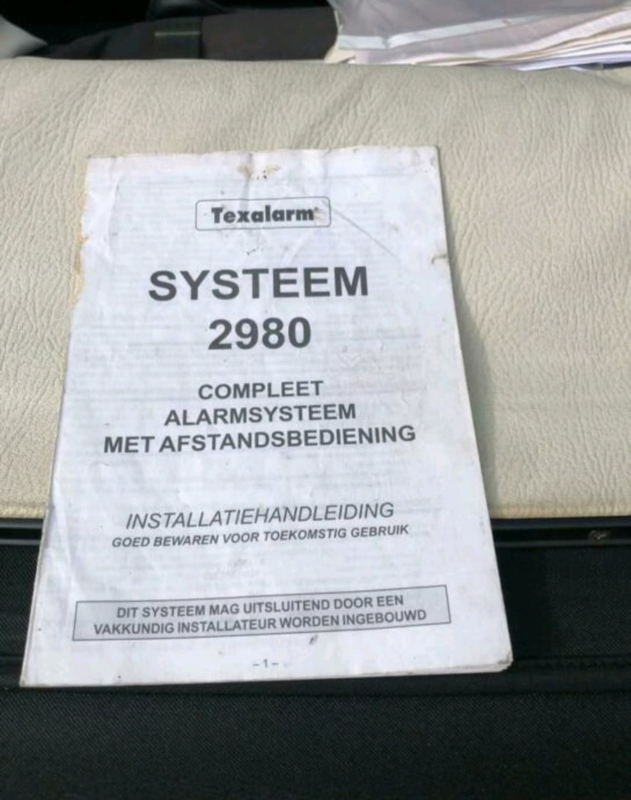 Texalarm
SYSTEEM
2980
COMPLEET
ALARMSYSTEEM
MET AFSTANDSBEDIENING
INSTALLATIEHANDLEIDING
GOED BEWAREN VOOR TOEKOMSTIG GEBRUIK
DIT SYSTEEM MAG UITSLUITEND DOOR EEN
VAKKUNDIG INSTALLATEUR WORDEN INGEBOUWD
– 1 –